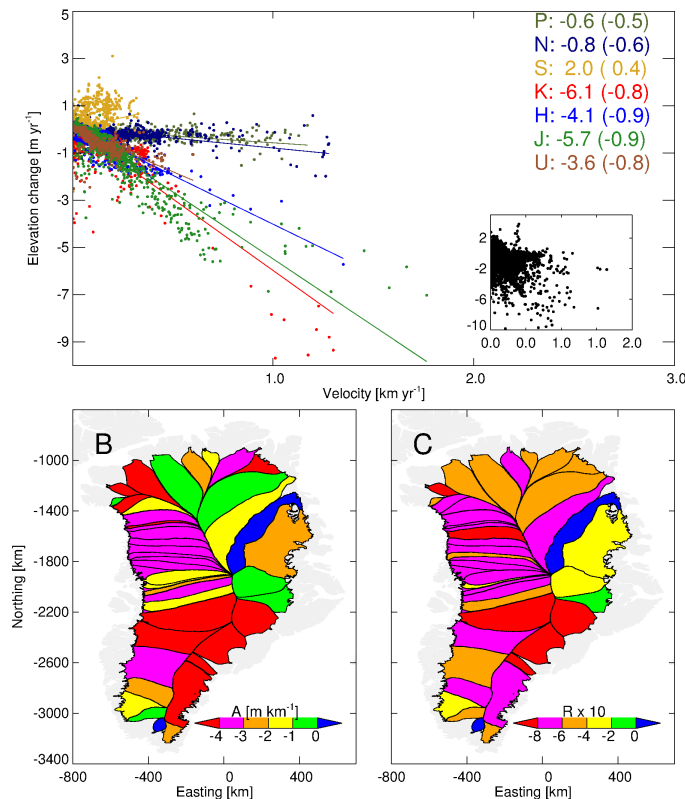 5
1
-1
-3
-5
-7
-9
Elevation change [m yr⁻¹]
P: -0.6 (-0.5)
N: -0.8 (-0.6)
S: 2.0 ( 0.4)
K: -6.1 (-0.8)
H: -4.1 (-0.9)
J: -5.7 (-0.9)
U: -3.6 (-0.8)
2
-2
-6
-10
0.0 0.0 1.0 1.0 2.0
1.0 2.0 3.0
Velocity [km yr⁻¹]
B
C
-1000
-1400
-1800
-2200
-2600
-3000
-3400
Northing [km]
A [m km⁻¹]
-4 -3 -2 -1 0
R x 10
-8 -6 -4 -2 0
-800 -400 0 400
Easting [km]
-800 -400 0 400
Easting [km]